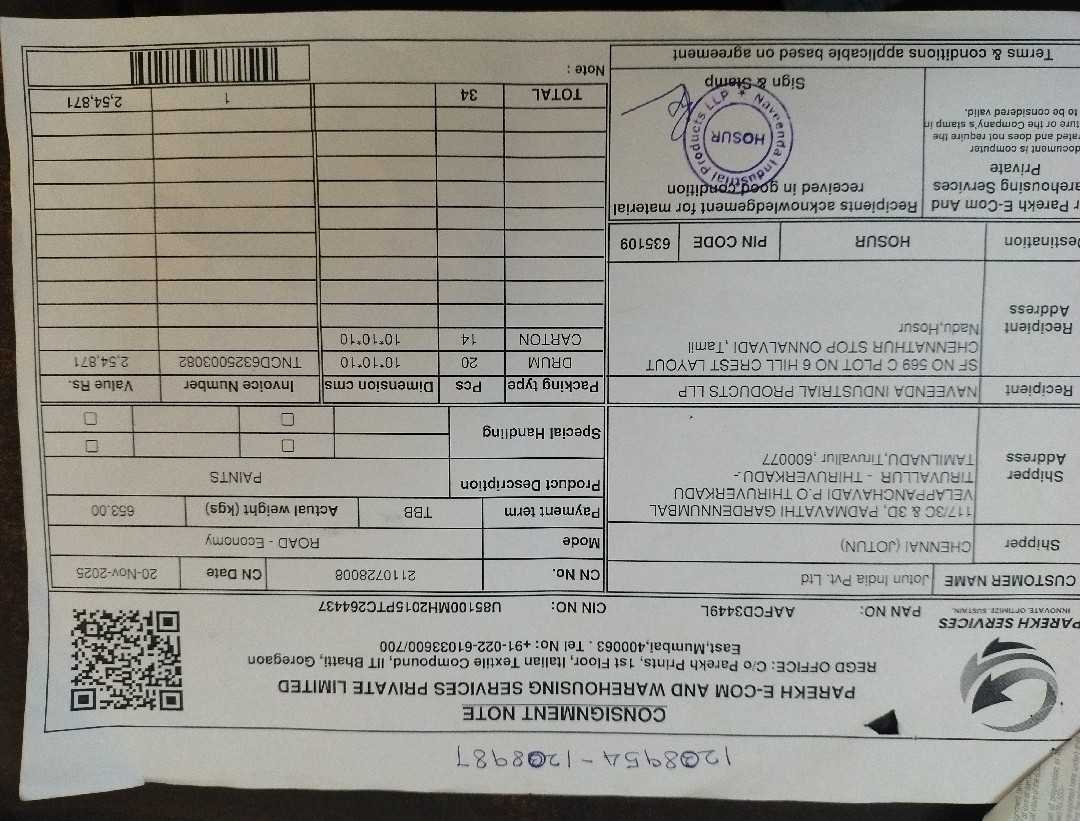 120895A-1208987
CONSIGNMENT NOTE
PAREKH E-COM AND WAREHOUSING SERVICES PRIVATE LIMITED
REGD OFFICE: C/o Parekh Prints, 1st Floor, Italian Textile Compound, IIT Bhatti, Goregaon
East,Mumbai,400063 . Tel No: +91-022-61033600/700
PAREKH SERVICES
INNOVATE. OPTIMIZE. SUSTAIN.
PAN NO: AAFCD3449L CIN NO: U85100MH2015PTC264437
CUSTOMER NAME Jotun India Pvt. Ltd
CN No. 2110728008 CN Date 20-Nov-2025
Shipper CHENNAI (JOTUN)
Mode ROAD - Economy
Shipper Address
117/3C & 3D, PADMAVATHI GARDENNUMBAL
VELAPPANCHAVADI P.O THIRUVERKADU
TIRUVALLUR - THIRUVERKADU -
TAMILNADU,Tiruvallur ,600077
Payment term TBB Actual weight (kgs) 653.00
Product Description PAINTS
Special Handling
Recipient NAVEENDA INDUSTRIAL PRODUCTS LLP
Recipient Address
SF NO 569 C PLOT NO 6 HILL CREST LAYOUT
CHENNATHUR STOP ONNALVADI ,Tamil
Nadu,Hosur
Destination HOSUR PIN CODE 635109
Packing type Pcs Dimension cms Invoice Number Value Rs.
DRUM 20 10*10*10 TNCD6325003082 2,54,871
CARTON 14 10*10*10
TOTAL 34 1 2,54,871
Note :
r Parekh E-Com And
arehousing Services
Private
document is computer
rated and does not require the
ture or the Company's stamp in
to be considered valid.
Recipients acknowledgement for material
received in good condition
Naveenda Industrial Products LLP ★
HOSUR
Sign & Stamp
Terms & conditions applicable based on agreement